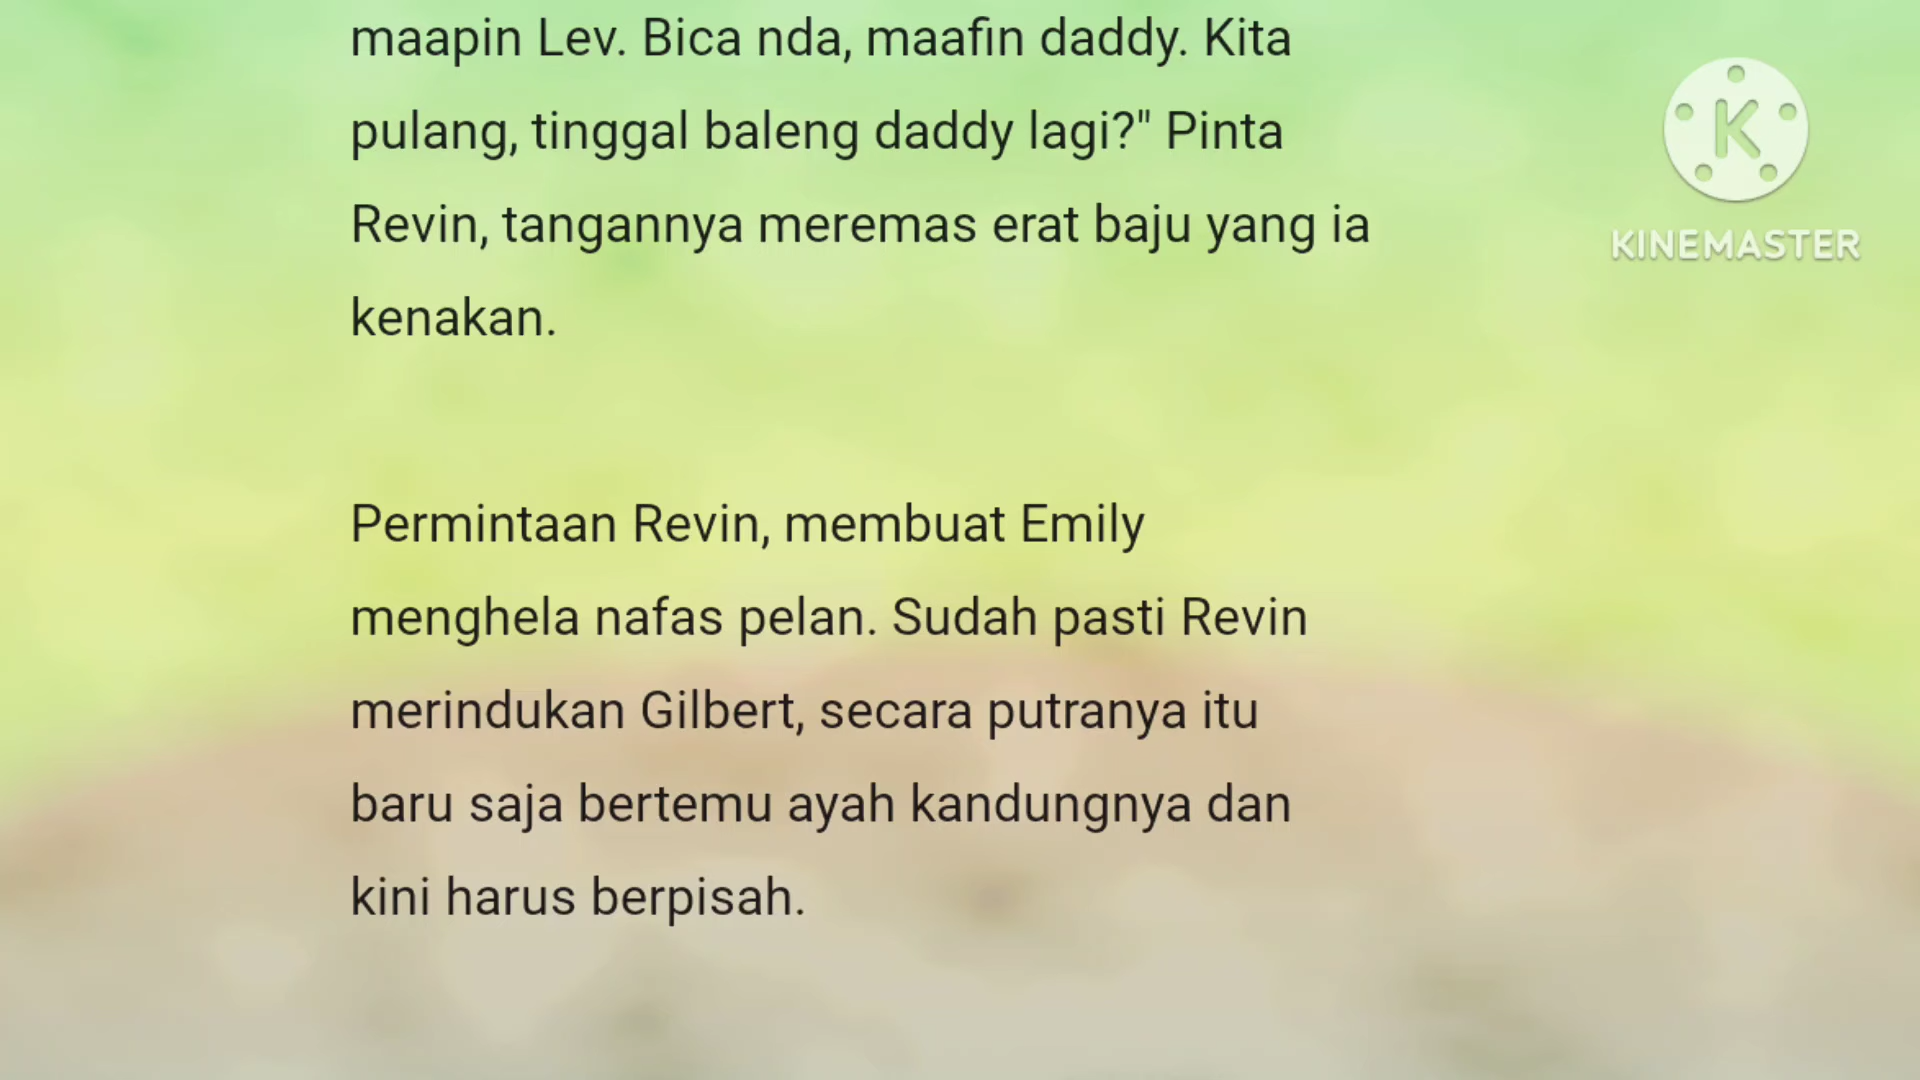 maapin Lev. Bica nda, maafin daddy. Kita
pulang, tinggal baleng daddy lagi?" Pinta
Revin, tangannya meremas erat baju yang ia
kenakan.
Permintaan Revin, membuat Emily
menghela nafas pelan. Sudah pasti Revin
merindukan Gilbert, secara putranya itu
baru saja bertemu ayah kandungnya dan
kini harus berpisah.
K
KINEMASTER